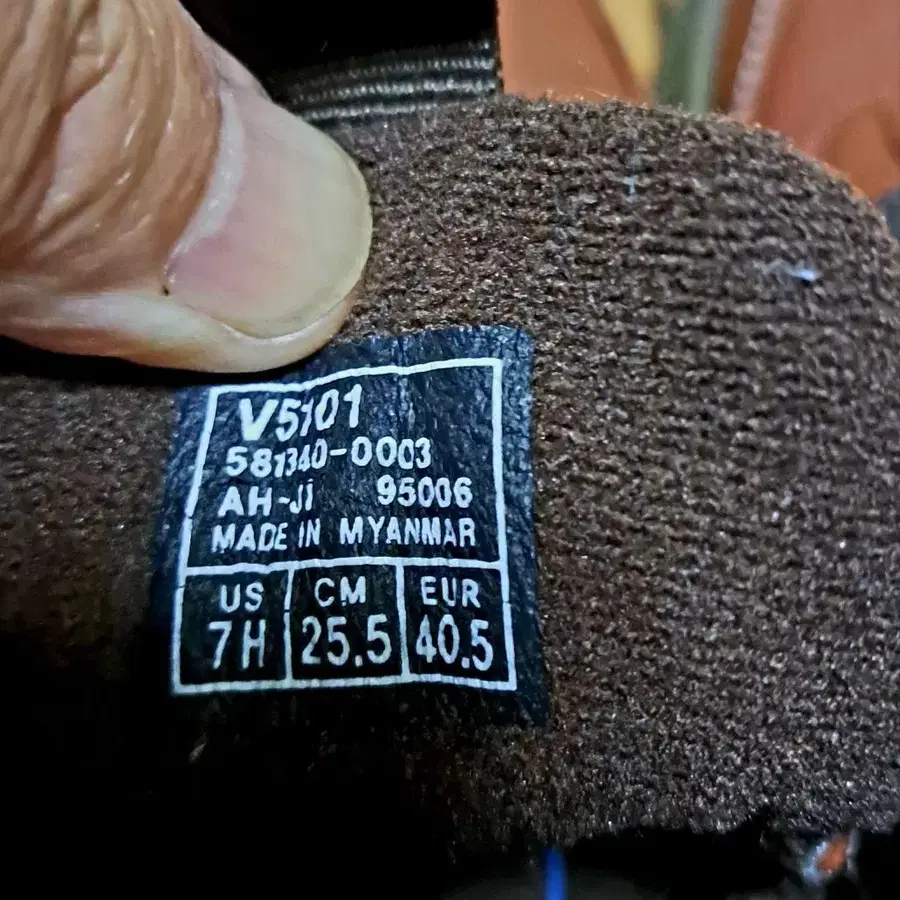 V5101
581340-0003
AH-Ji 95006
MADE IN MYANMAR
US CM EUR
7H 25.5 40.5